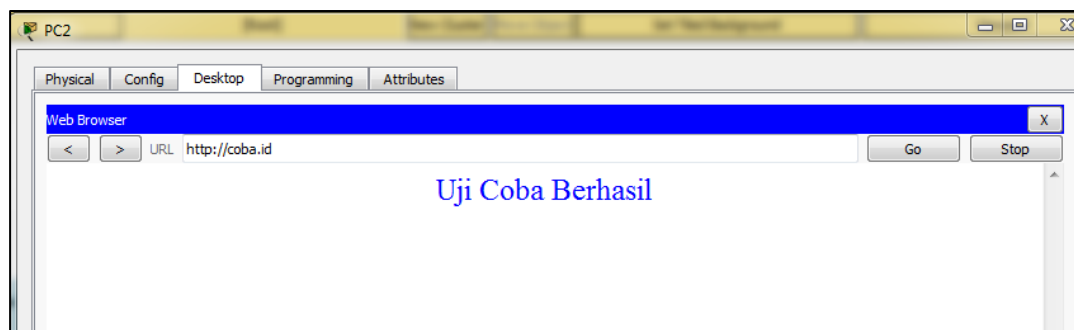 PC2
Physical Config Desktop Programming Attributes
Web Browser X
< > URL http://coba.id Go Stop
Uji Coba Berhasil